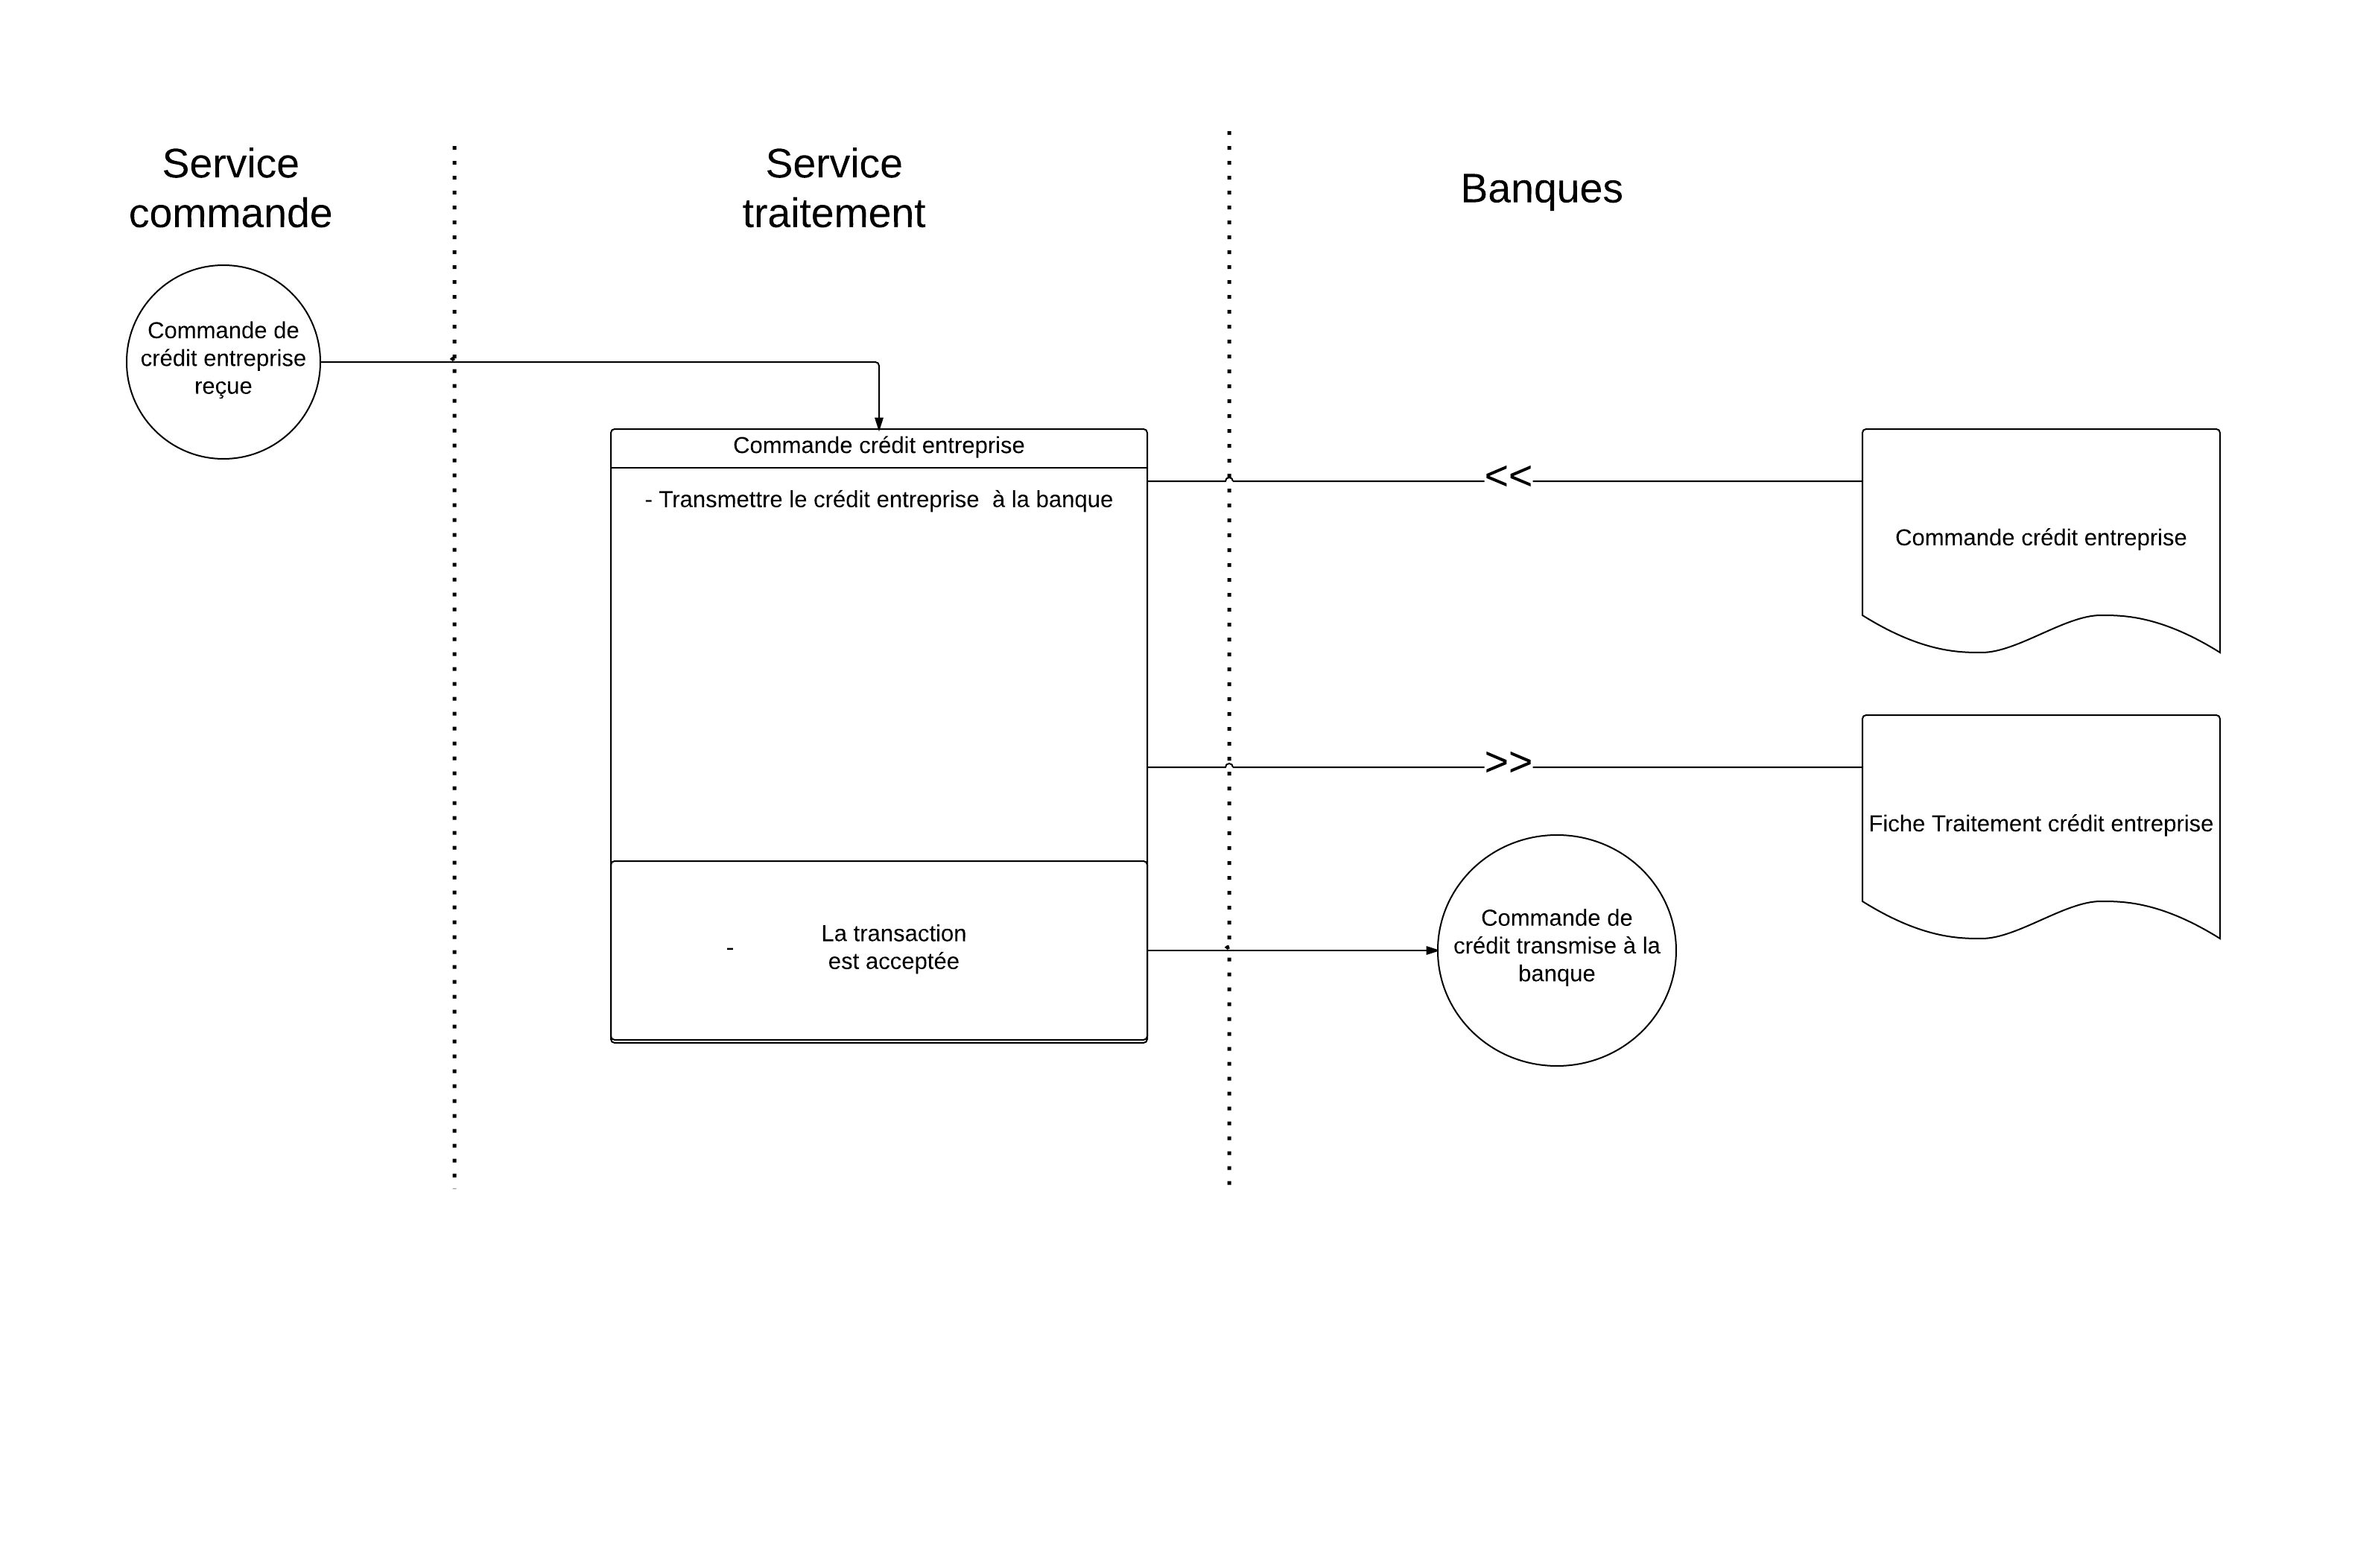 Service
commande
Service
traitement
Banques
Commande de
crédit entreprise
reçue
Commande crédit entreprise
- Transmettre le crédit entreprise  à la banque
<<
Commande crédit entreprise
>>
Fiche Traitement crédit entreprise
-
La transaction
est acceptée
Commande de
crédit transmise à la
banque